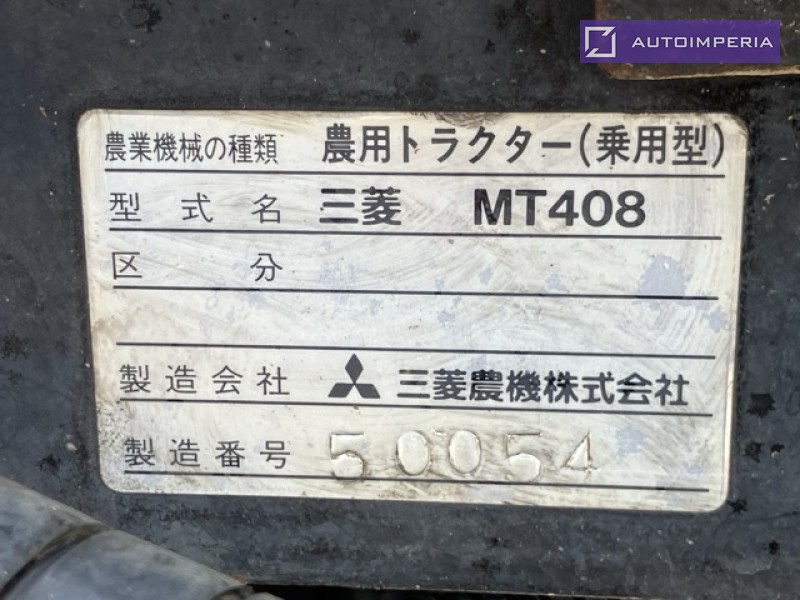 AUTOIMPERIA
農業機械の種類 農用トラクター(乗用型)
型式名 三菱 MT408
区分
製造会社 三菱農機株式会社
製造番号 50054